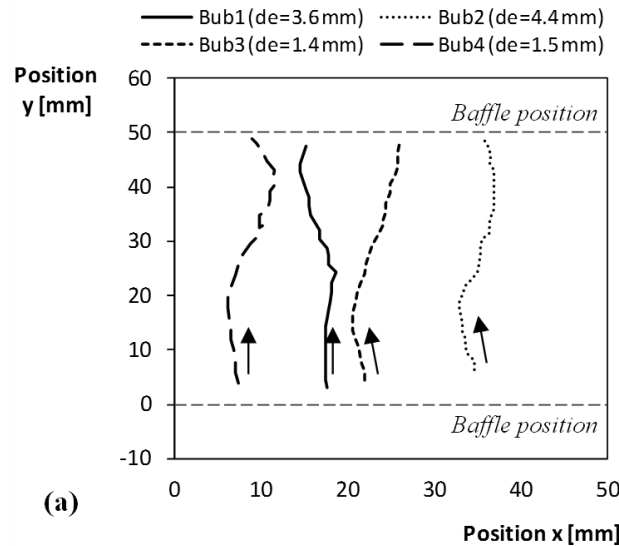 Bub1 (de=3.6 mm) Bub2 (de=4.4 mm)
Bub3 (de=1.4 mm) Bub4 (de=1.5 mm)
Position
y [mm]
60
Baffle position
50
40
30
20
10
0
Baffle position
-10
0 10 20 30 40 50
(a)
Position x [mm]